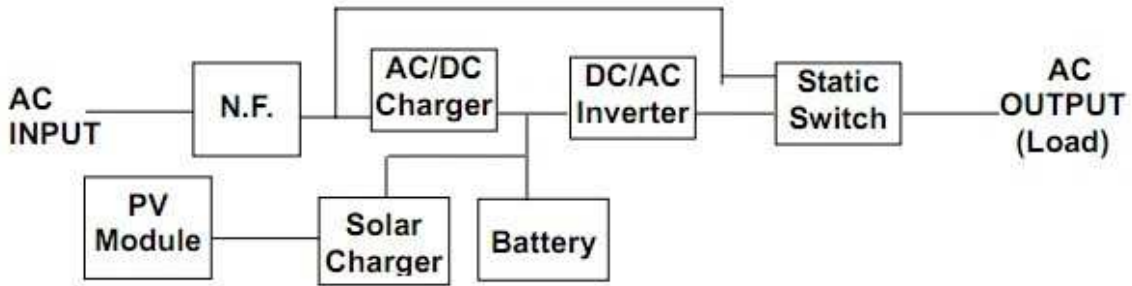 AC
INPUT
N.F.
AC/DC
Charger
DC/AC
Inverter
Static
Switch
AC
OUTPUT
(Load)
PV
Module
Solar
Charger
Battery